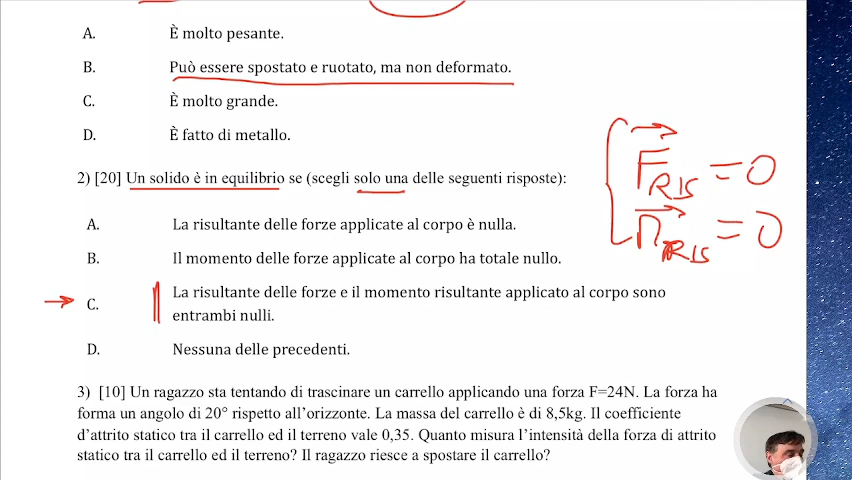 A. È molto pesante.
B. Può essere spostato e ruotato, ma non deformato.
C. È molto grande.
D. È fatto di metallo.
2) [20] Un solido è in equilibrio se (scegli solo una delle seguenti risposte):
A. La risultante delle forze applicate al corpo è nulla.
B. Il momento delle forze applicate al corpo ha totale nullo.
C. La risultante delle forze e il momento risultante applicato al corpo sono
entrambi nulli.
D. Nessuna delle precedenti.
F RIS = 0
M RIS = 0
3) [10] Un ragazzo sta tentando di trascinare un carrello applicando una forza F=24N. La forza ha
forma un angolo di 20° rispetto all'orizzonte. La massa del carrello è di 8,5kg. Il coefficiente
d'attrito statico tra il carrello ed il terreno vale 0,35. Quanto misura l'intensità della forza di attrito
statico tra il carrello ed il terreno? Il ragazzo riesce a spostare il carrello?